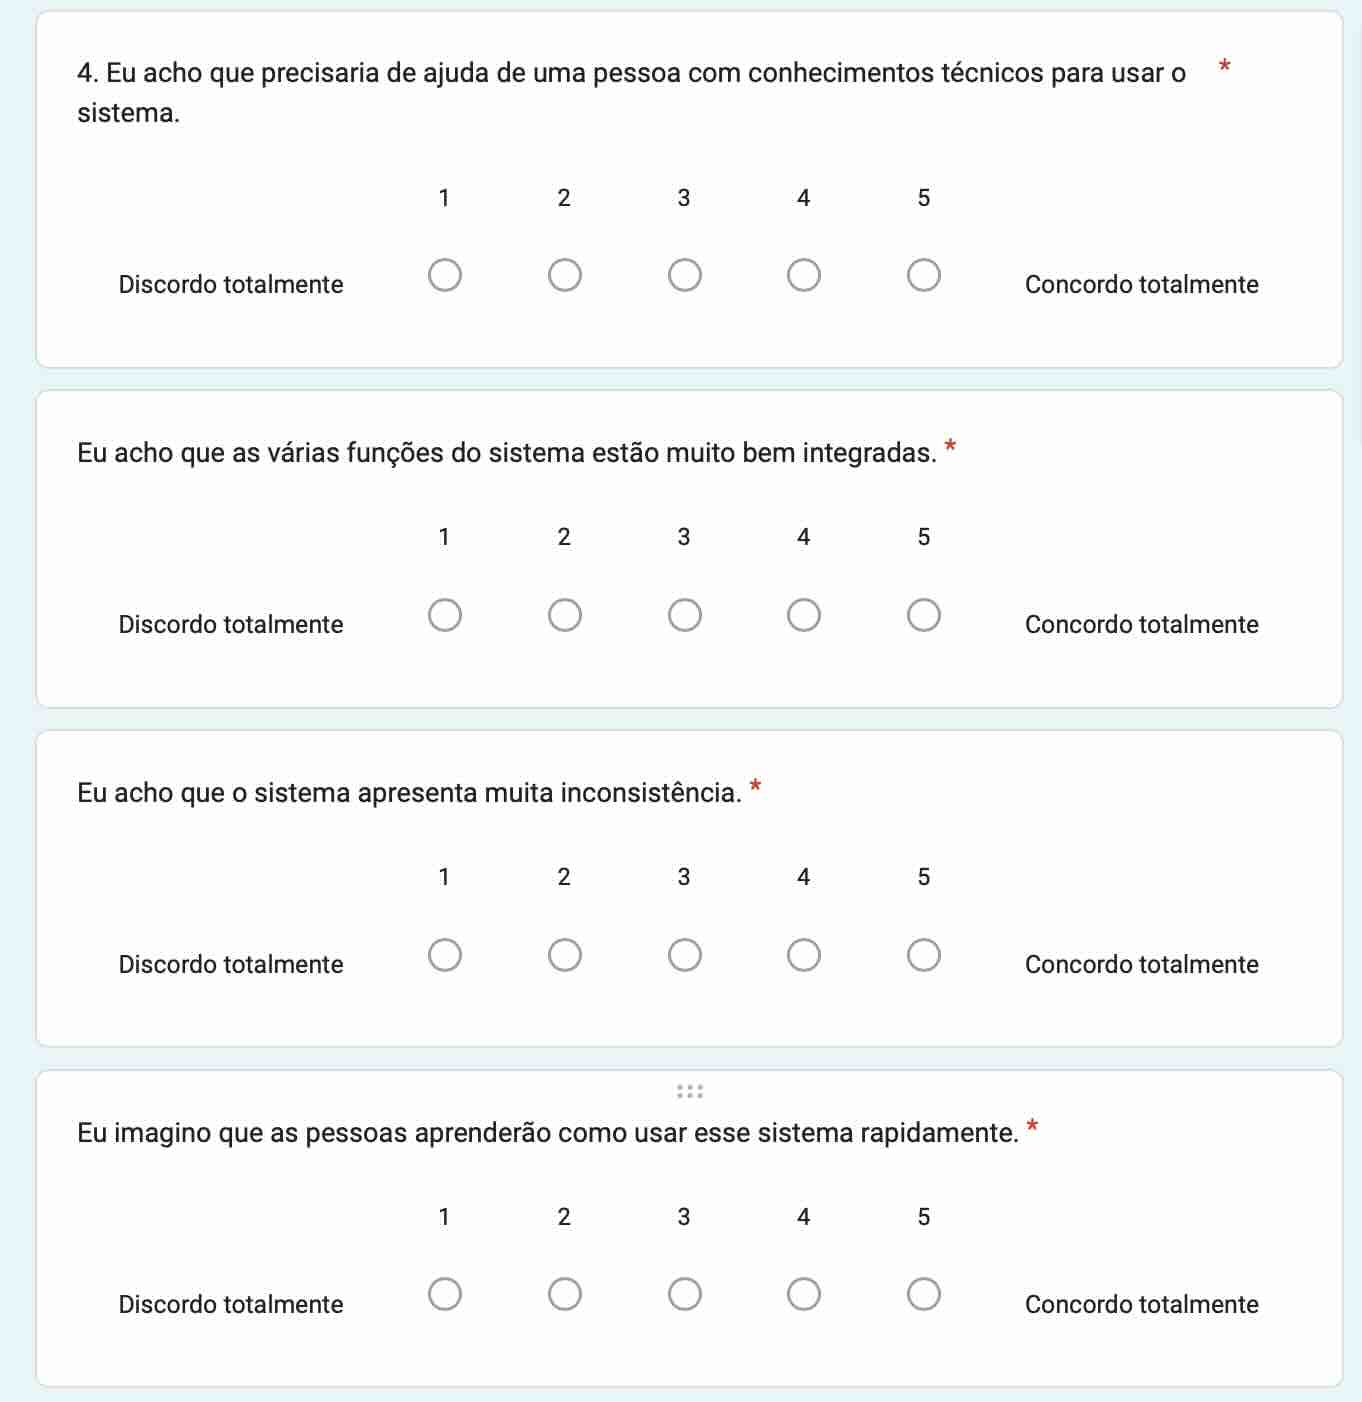 4. Eu acho que precisaria de ajuda de uma pessoa com conhecimentos técnicos para usar o *
sistema.
1 2 3 4 5
Discordo totalmente Concordo totalmente
Eu acho que as várias funções do sistema estão muito bem integradas. *
1 2 3 4 5
Discordo totalmente Concordo totalmente
Eu acho que o sistema apresenta muita inconsistência. *
1 2 3 4 5
Discordo totalmente Concordo totalmente
Eu imagino que as pessoas aprenderão como usar esse sistema rapidamente. *
1 2 3 4 5
Discordo totalmente Concordo totalmente